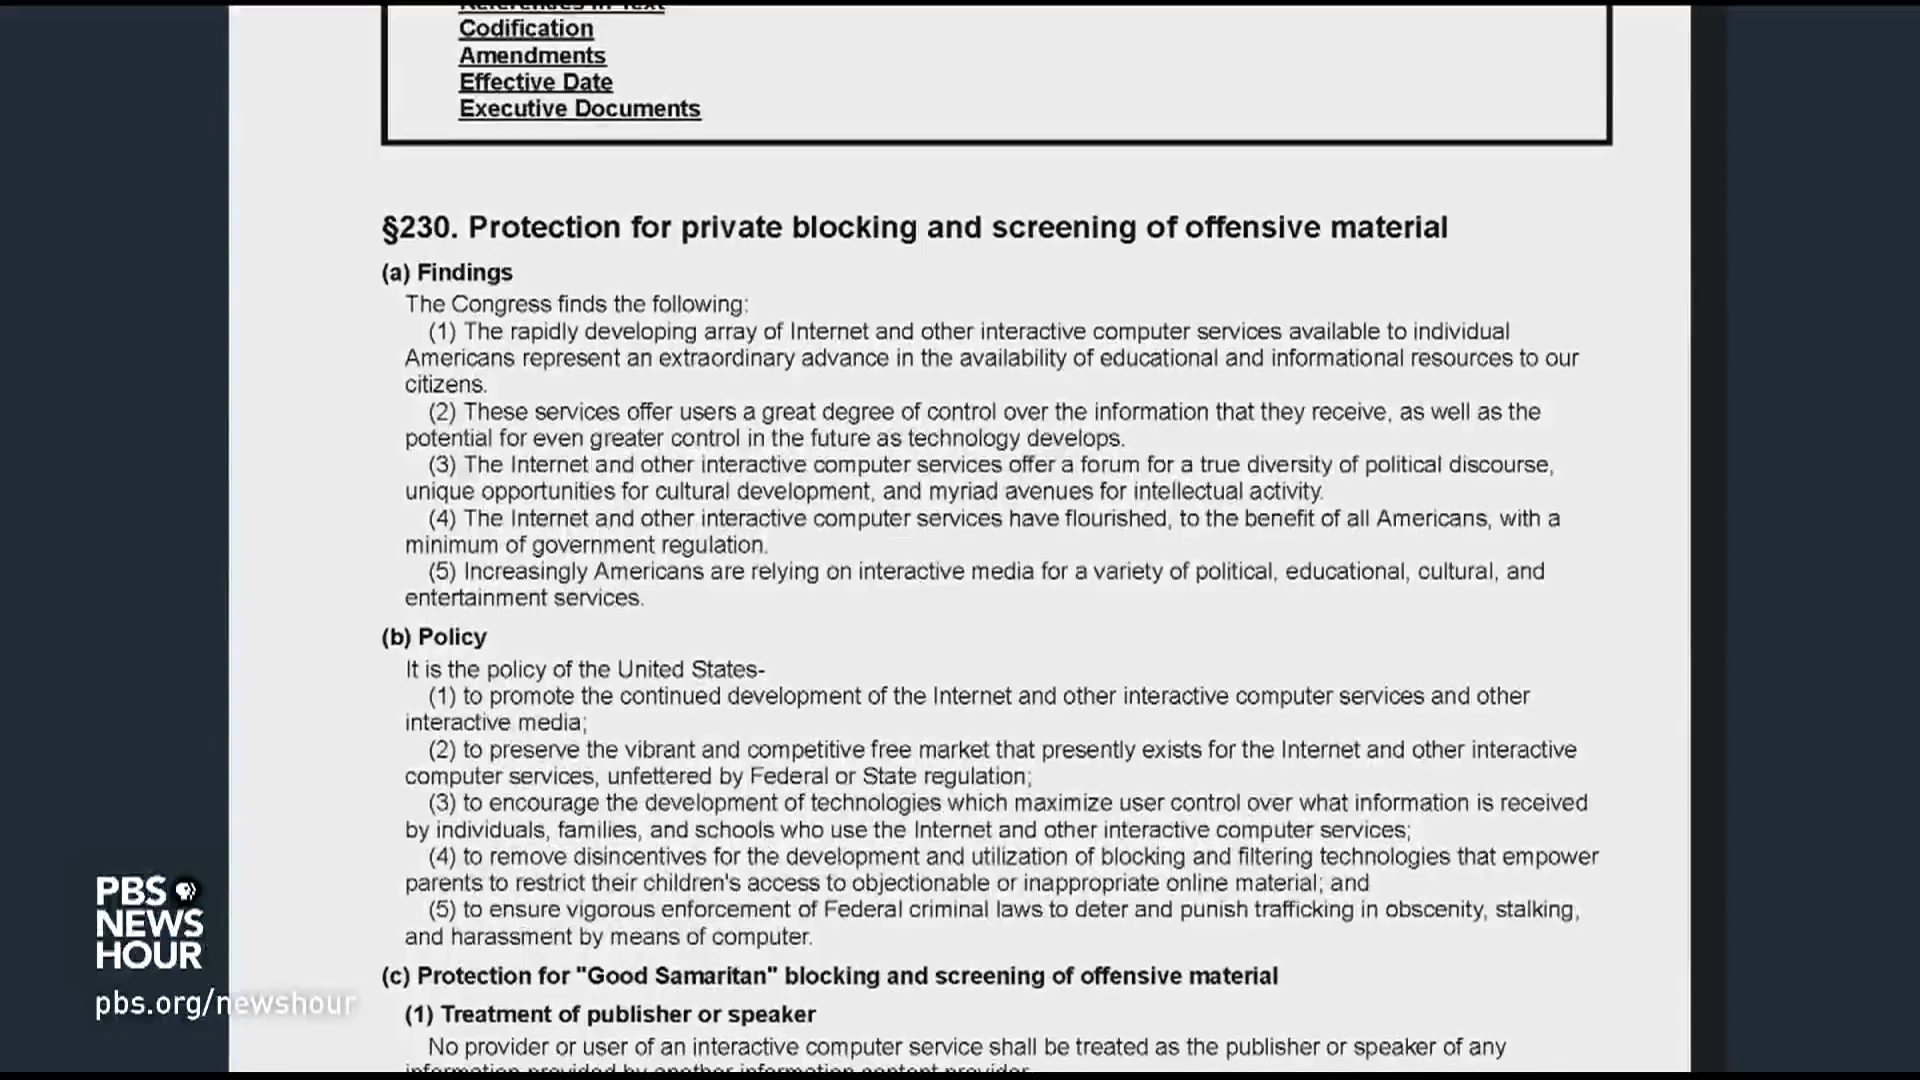 References in Text
Codification
Amendments
Effective Date
Executive Documents
§230. Protection for private blocking and screening of offensive material
(a) Findings
The Congress finds the following:
(1) The rapidly developing array of Internet and other interactive computer services available to individual
Americans represent an extraordinary advance in the availability of educational and informational resources to our
citizens.
(2) These services offer users a great degree of control over the information that they receive, as well as the
potential for even greater control in the future as technology develops.
(3) The Internet and other interactive computer services offer a forum for a true diversity of political discourse,
unique opportunities for cultural development, and myriad avenues for intellectual activity.
(4) The Internet and other interactive computer services have flourished, to the benefit of all Americans, with a
minimum of government regulation.
(5) Increasingly Americans are relying on interactive media for a variety of political, educational, cultural, and
entertainment services.
(b) Policy
It is the policy of the United States-
(1) to promote the continued development of the Internet and other interactive computer services and other
interactive media;
(2) to preserve the vibrant and competitive free market that presently exists for the Internet and other interactive
computer services, unfettered by Federal or State regulation;
(3) to encourage the development of technologies which maximize user control over what information is received
by individuals, families, and schools who use the Internet and other interactive computer services;
(4) to remove disincentives for the development and utilization of blocking and filtering technologies that empower
parents to restrict their children's access to objectionable or inappropriate online material; and
(5) to ensure vigorous enforcement of Federal criminal laws to deter and punish trafficking in obscenity, stalking,
and harassment by means of computer.
(c) Protection for "Good Samaritan" blocking and screening of offensive material
(1) Treatment of publisher or speaker
No provider or user of an interactive computer service shall be treated as the publisher or speaker of any
information provided by another information content provider.
PBS
NEWS
HOUR
pbs.org/newshour